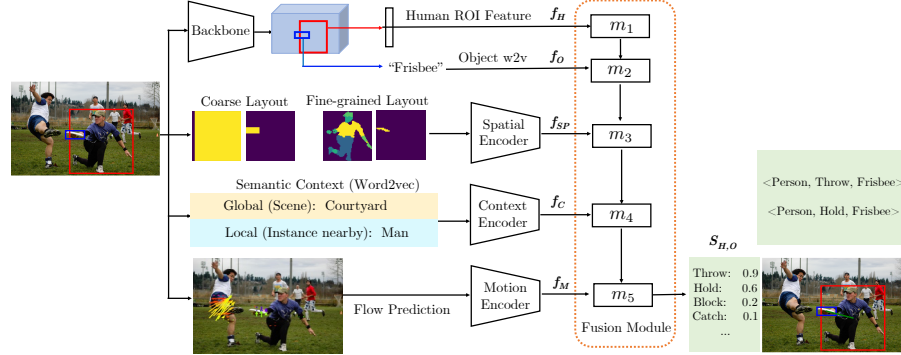 Backbone
Human ROI Feature
f_H
m_1
"Frisbee"
Object w2v
f_O
m_2
Coarse Layout
Fine-grained Layout
Spatial
Encoder
f_SP
m_3
Semantic Context (Word2vec)
Global (Scene): Courtyard
Local (Instance nearby): Man
Context
Encoder
f_C
m_4
Flow Prediction
Motion
Encoder
f_M
m_5
Fusion Module
<Person, Throw, Frisbee>
<Person, Hold, Frisbee>
S_H,O
Throw: 0.9
Hold: 0.6
Block: 0.2
Catch: 0.1
...